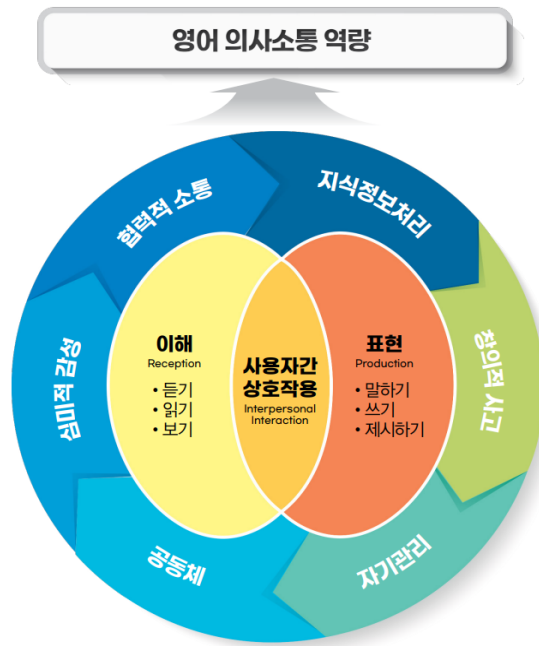 영어 의사소통 역량
협력적 소통
지식정보처리
창의적 사고
자기관리
공동체
심미적 감성
이해
Reception
• 듣기
• 읽기
• 보기
사용자간
상호작용
Interpersonal
Interaction
표현
Production
• 말하기
• 쓰기
• 제시하기